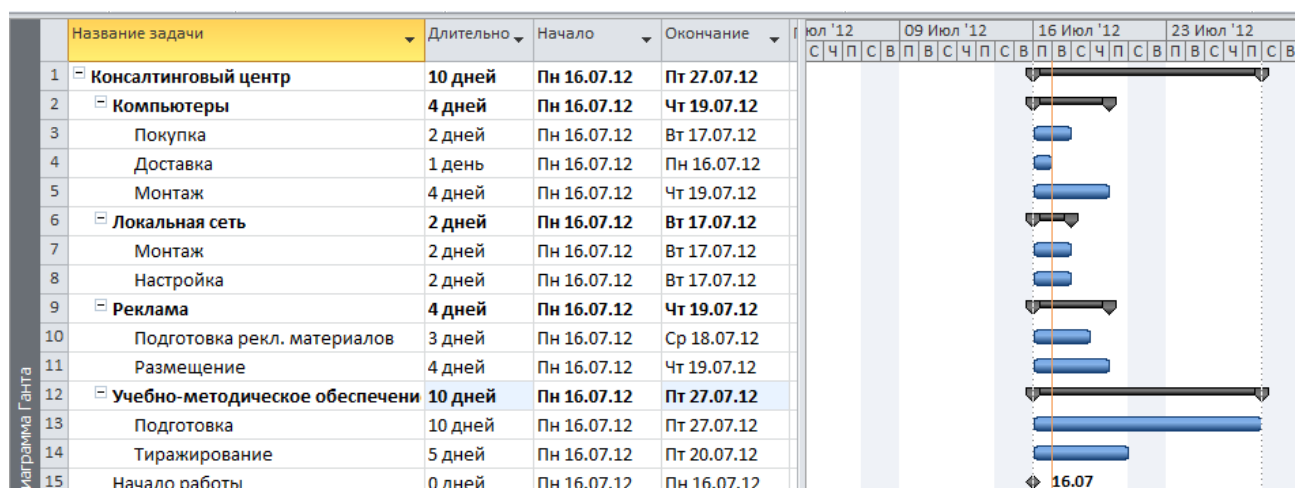 Название задачи Длительно Начало Окончание П юл '12 09 Июл '12 16 Июл '12 23 Июл '12
С Ч П С В П В С Ч П С В П В С Ч П С В П В С Ч П С В
1 Консалтинговый центр 10 дней Пн 16.07.12 Пт 27.07.12
2 Компьютеры 4 дней Пн 16.07.12 Чт 19.07.12
3 Покупка 2 дней Пн 16.07.12 Вт 17.07.12
4 Доставка 1 день Пн 16.07.12 Пн 16.07.12
5 Монтаж 4 дней Пн 16.07.12 Чт 19.07.12
6 Локальная сеть 2 дней Пн 16.07.12 Вт 17.07.12
7 Монтаж 2 дней Пн 16.07.12 Вт 17.07.12
8 Настройка 2 дней Пн 16.07.12 Вт 17.07.12
9 Реклама 4 дней Пн 16.07.12 Чт 19.07.12
10 Подготовка рекл. материалов 3 дней Пн 16.07.12 Ср 18.07.12
11 Размещение 4 дней Пн 16.07.12 Чт 19.07.12
12 Учебно-методическое обеспечени 10 дней Пн 16.07.12 Пт 27.07.12
13 Подготовка 10 дней Пн 16.07.12 Пт 27.07.12
14 Тиражирование 5 дней Пн 16.07.12 Пт 20.07.12
15 Начало работы 0 дней Пн 16.07.12 Пн 16.07.12 16.07
иаграмма Ганта